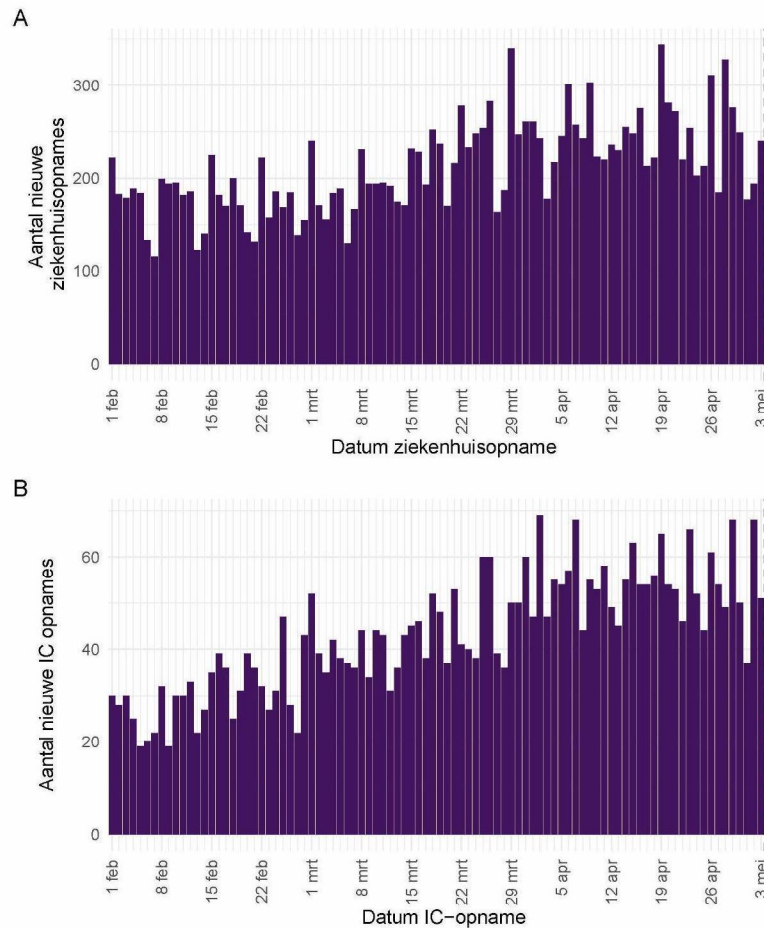 A
Aantal nieuwe
ziekenhuisopnames
300
200
100
0
1 feb
8 feb
15 feb
22 feb
1 mrt
8 mrt
15 mrt
22 mrt
29 mrt
5 apr
12 apr
19 apr
26 apr
3 mei
Datum ziekenhuisopname
B
Aantal nieuwe IC opnames
60
40
20
0
1 feb
8 feb
15 feb
22 feb
1 mrt
8 mrt
15 mrt
22 mrt
29 mrt
5 apr
12 apr
19 apr
26 apr
3 mei
Datum IC−opname